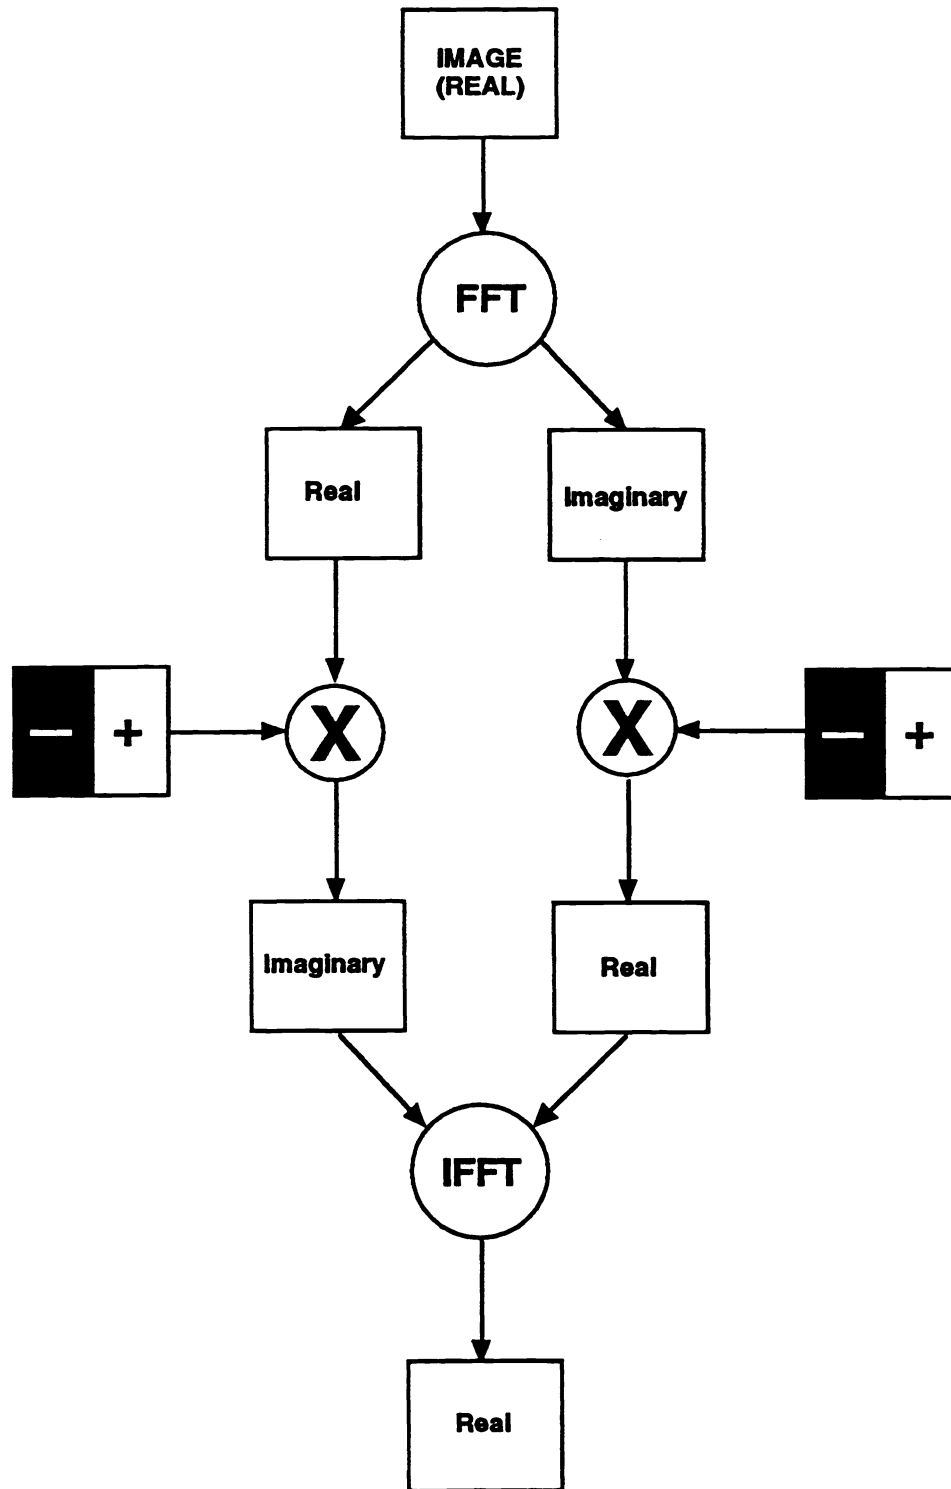 IMAGE
(REAL)
FFT
Real
Imaginary
— +
X
X
— +
Imaginary
Real
IFFT
Real